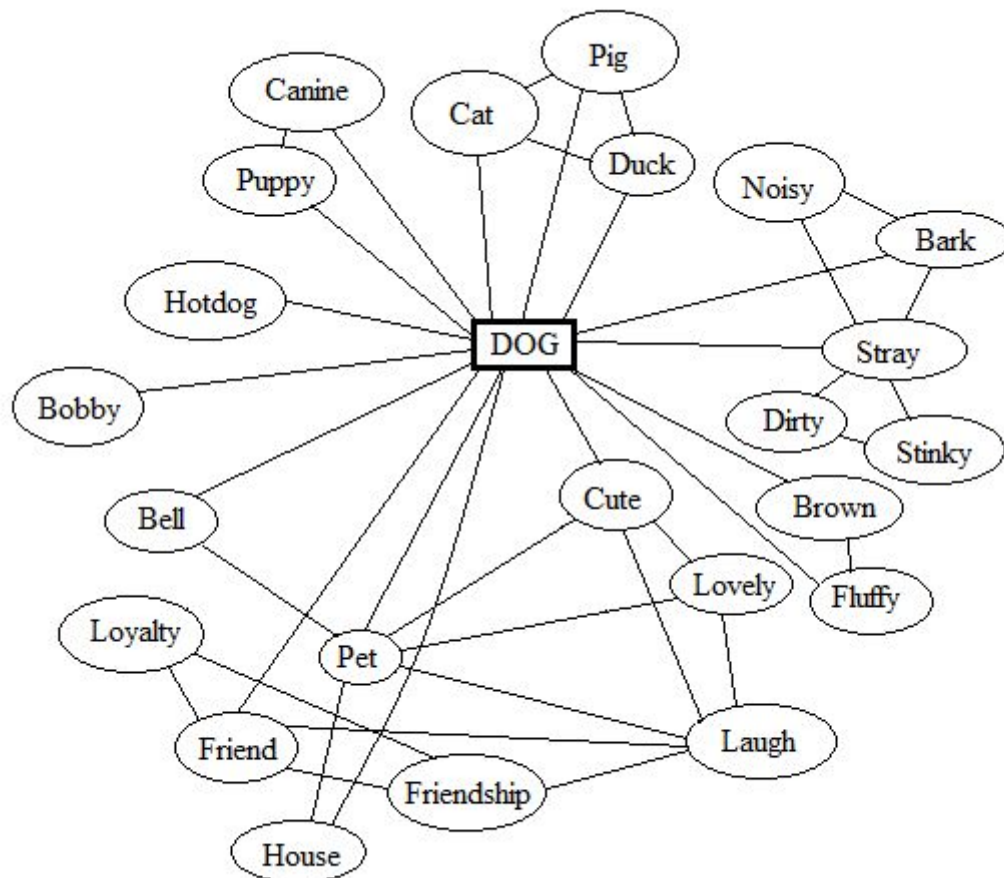 Pig
Canine
Cat
Duck
Puppy
Noisy
Bark
Hotdog
DOG
Stray
Bobby
Dirty
Stinky
Cute
Brown
Bell
Lovely
Fluffy
Loyalty
Pet
Friend
Laugh
Friendship
House